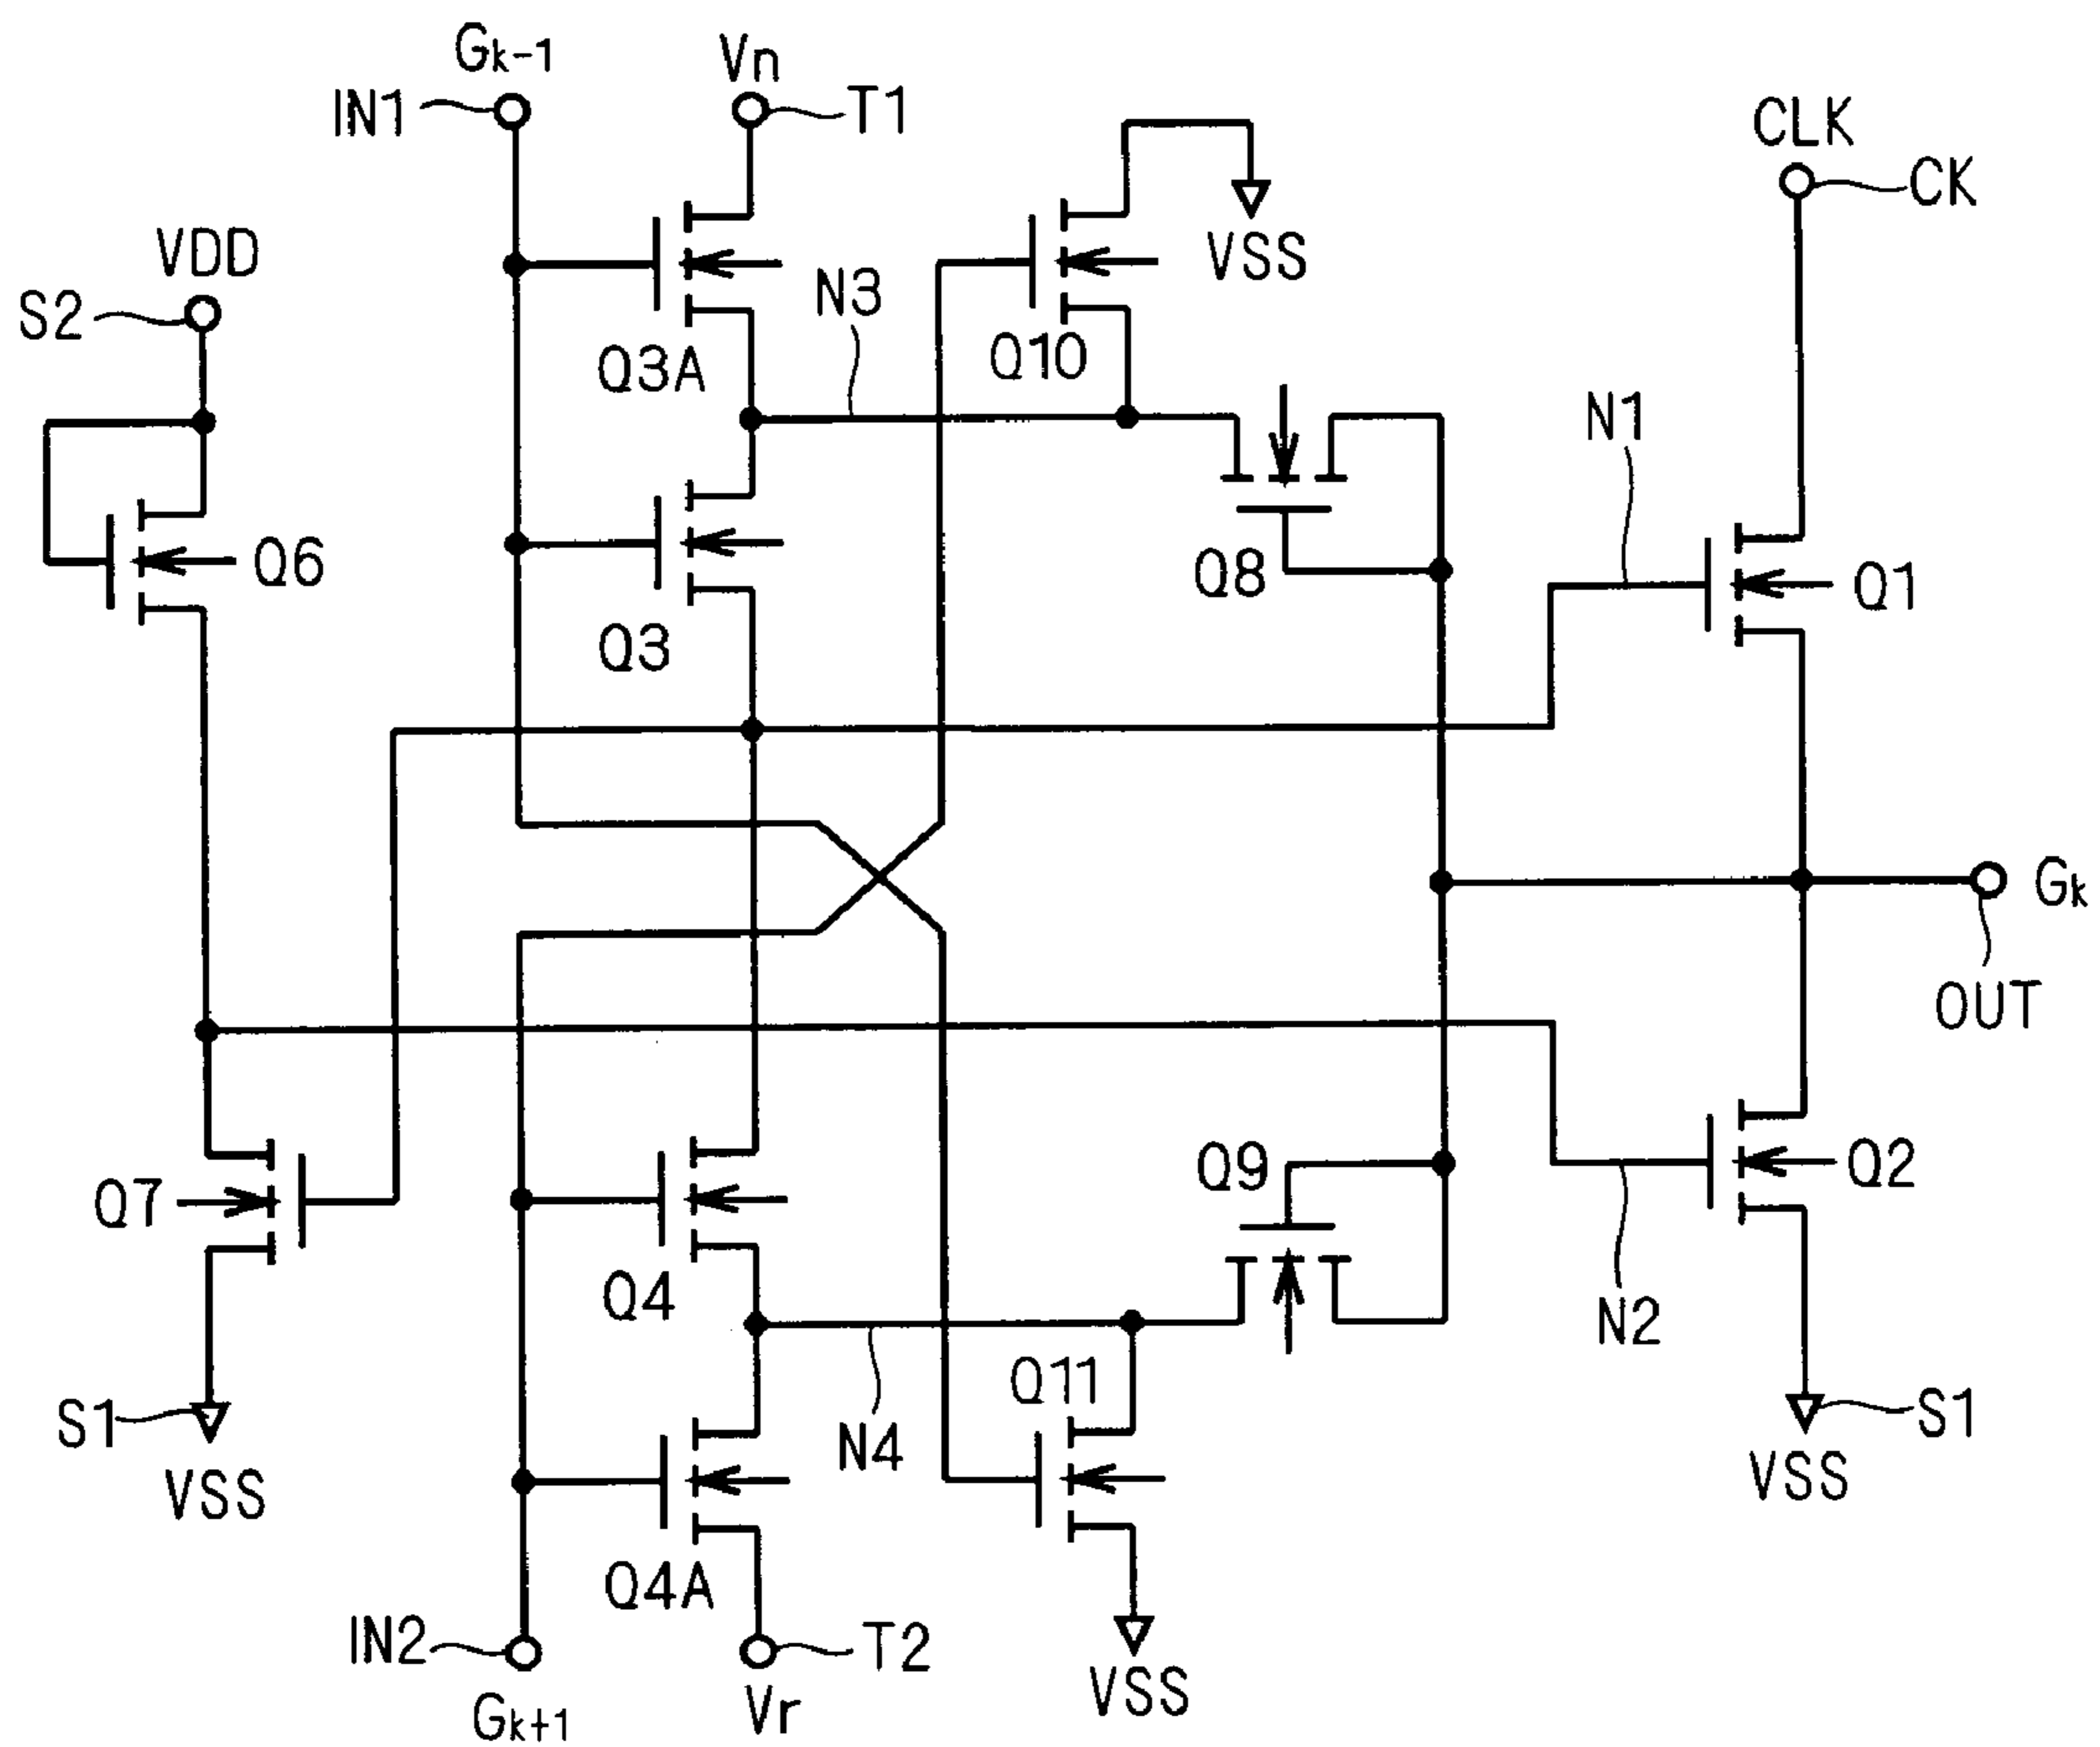 Gk-1
Vn
IN1
T1
CLK
CK
VDD
VSS
S2
N3
Q3A
Q10
N1
Q6
Q8
Q1
Q3
Gk
OUT
Q7
Q9
Q2
Q4
N2
Q11
S1
N4
S1
VSS
VSS
Q4A
IN2
T2
VSS
Gk+1
Vr